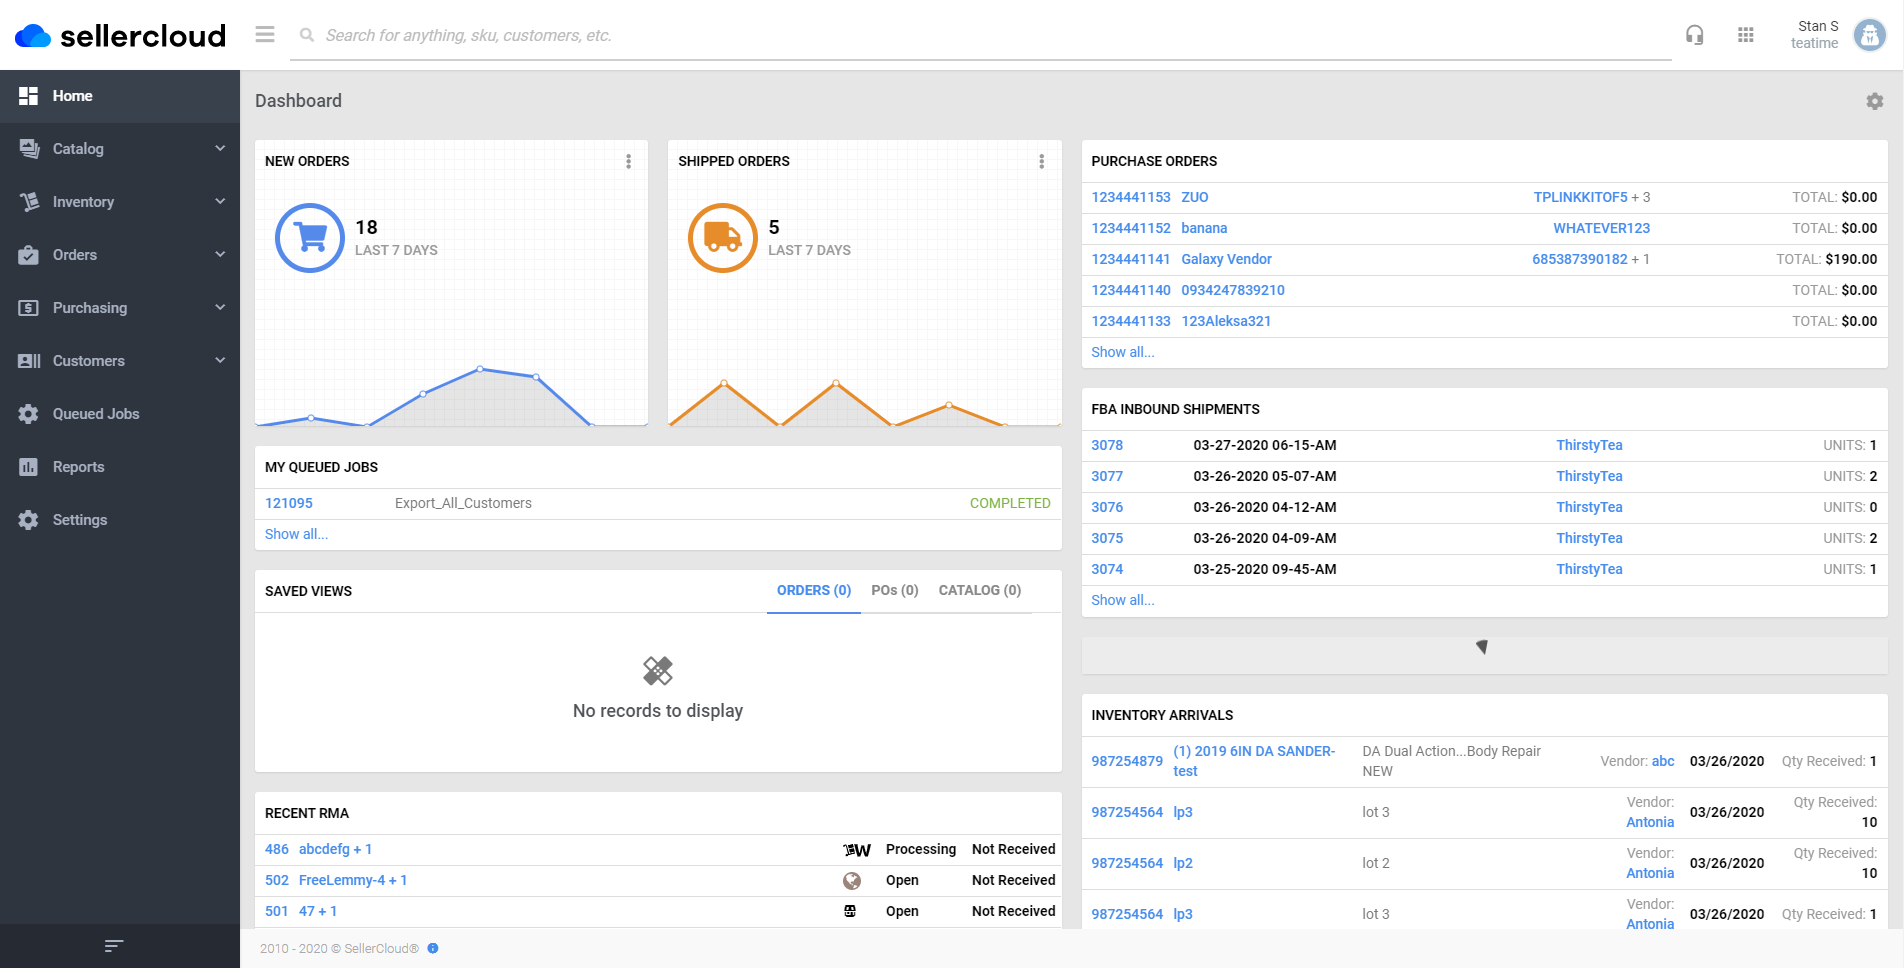 sellercloud
Search for anything, sku, customers, etc.
Stan S
teatime
Home
Catalog
Inventory
Orders
Purchasing
Customers
Queued Jobs
Reports
Settings
Dashboard
NEW ORDERS
18
LAST 7 DAYS
SHIPPED ORDERS
5
LAST 7 DAYS
MY QUEUED JOBS
121095 Export_All_Customers COMPLETED
Show all...
SAVED VIEWS ORDERS (0) POs (0) CATALOG (0)
No records to display
RECENT RMA
486 abcdefg + 1 W Processing Not Received
502 FreeLemmy-4 + 1 Open Not Received
501 47 + 1 Open Not Received
PURCHASE ORDERS
1234441153 ZUO TPLINKKITOF5 + 3 TOTAL: $0.00
1234441152 banana WHATEVER123 TOTAL: $0.00
1234441141 Galaxy Vendor 685387390182 + 1 TOTAL: $190.00
1234441140 0934247839210 TOTAL: $0.00
1234441133 123Aleksa321 TOTAL: $0.00
Show all...
FBA INBOUND SHIPMENTS
3078 03-27-2020 06-15-AM ThirstyTea UNITS: 1
3077 03-26-2020 05-07-AM ThirstyTea UNITS: 2
3076 03-26-2020 04-12-AM ThirstyTea UNITS: 0
3075 03-26-2020 04-09-AM ThirstyTea UNITS: 2
3074 03-25-2020 09-45-AM ThirstyTea UNITS: 1
Show all...
INVENTORY ARRIVALS
987254879 (1) 2019 6IN DA SANDER- DA Dual Action...Body Repair Vendor: abc 03/26/2020 Qty Received: 1
test NEW
987254564 lp3 lot 3 Vendor: 03/26/2020 Qty Received:
Antonia 10
987254564 lp2 lot 2 Vendor: 03/26/2020 Qty Received:
Antonia 10
987254564 lp3 lot 3 Vendor: 03/26/2020 Qty Received: 1
Antonia
2010 - 2020 © SellerCloud®